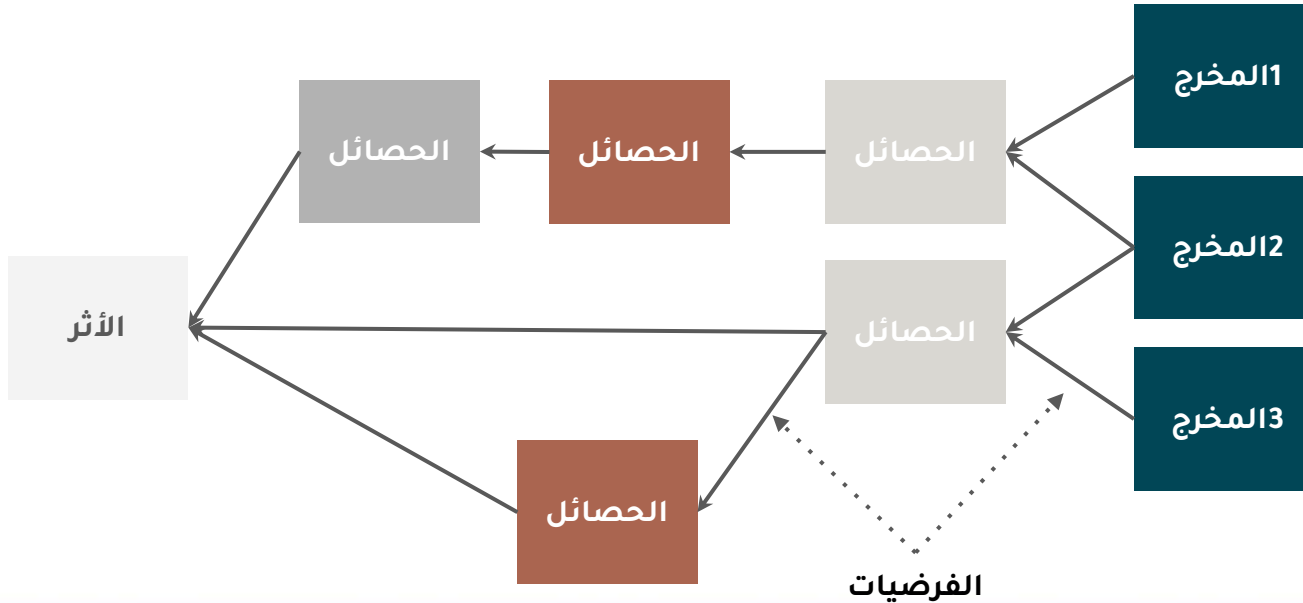 المخرج1
المخرج2
المخرج3
الحصائل
الحصائل
الحصائل
الحصائل
الحصائل
الأثر
الفرضيات